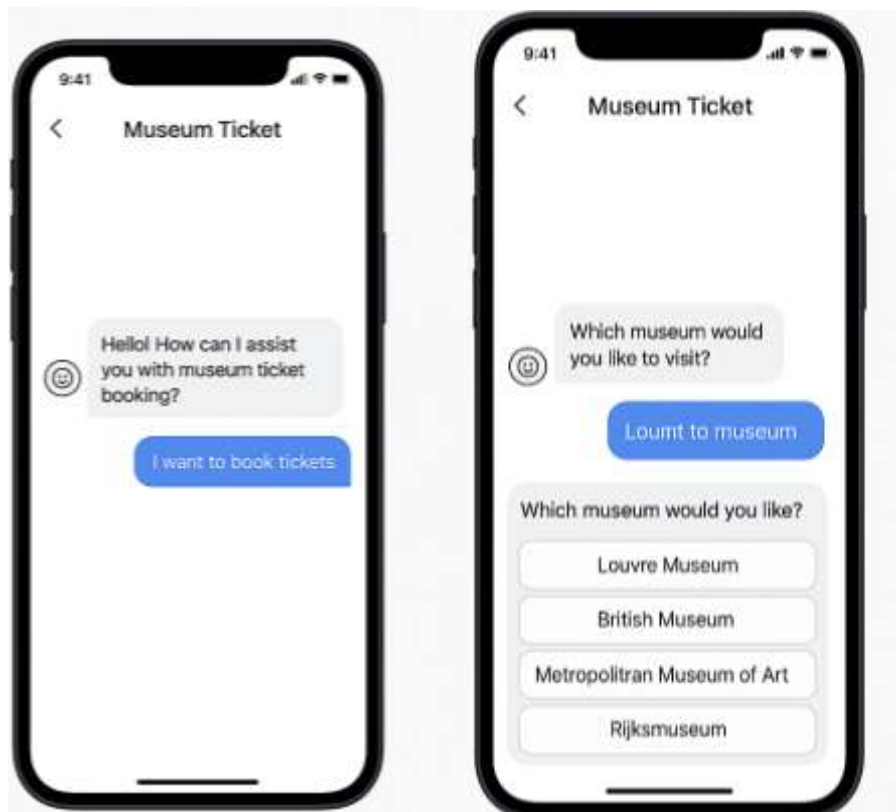 9:41
Museum Ticket
Hello! How can I assist
you with museum ticket
booking?
I want to book tickets
9:41
Museum Ticket
Which museum would
you like to visit?
Loumt to museum
Which museum would you like?
Louvre Museum
British Museum
Metropolitran Museum of Art
Rijksmuseum